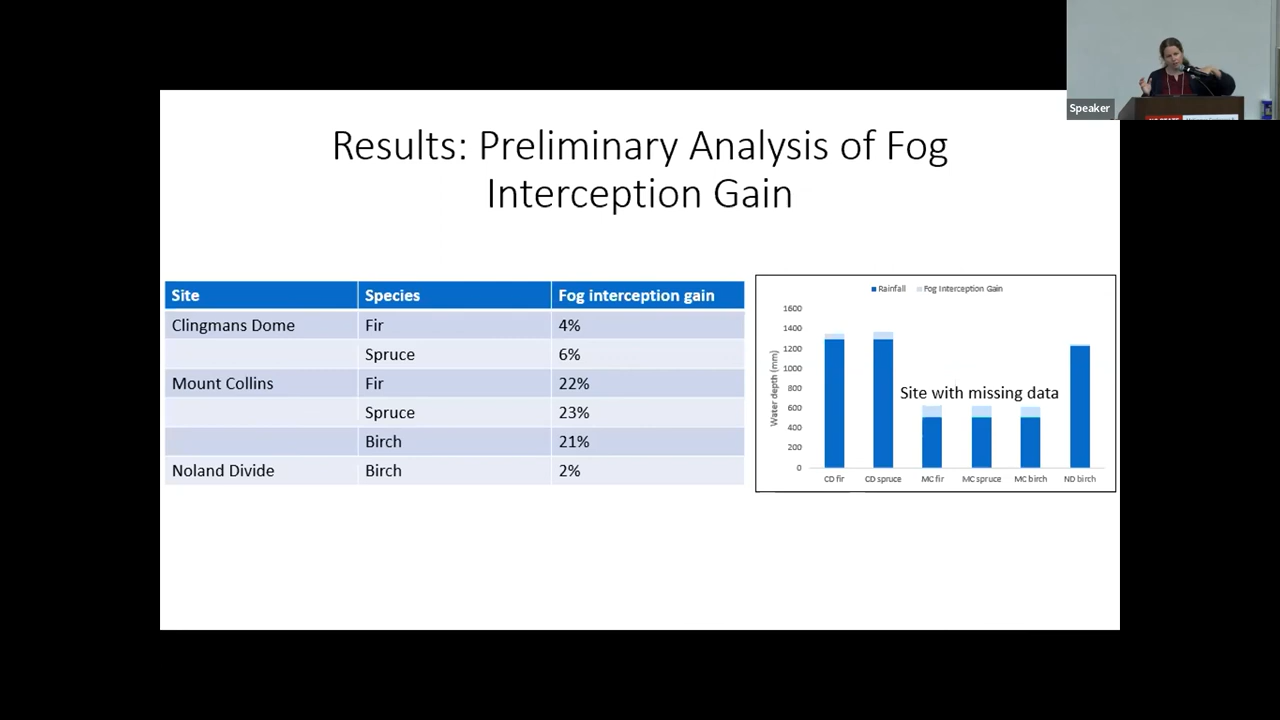 Speaker
Results: Preliminary Analysis of Fog
Interception Gain
Site Species Fog interception gain
Clingmans Dome Fir 4%
Spruce 6%
Mount Collins Fir 22%
Spruce 23%
Birch 21%
Noland Divide Birch 2%
Rainfall Fog Interception Gain
Water depth (mm)
1600
1400
1200
1000
800
600
400
200
0
Site with missing data
CD fir CD spruce MC fir MC spruce MC birch ND birch